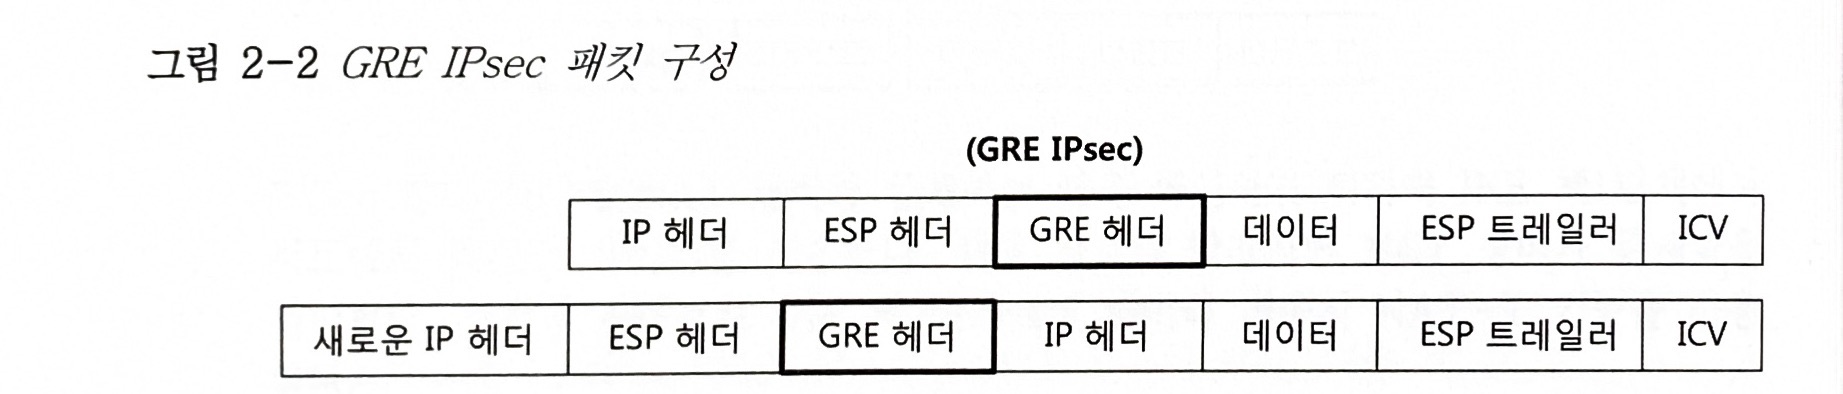 그림 2-2 GRE IPsec 패킷 구성
(GRE IPsec)
IP 헤더 ESP 헤더 GRE 헤더 데이터 ESP 트레일러 ICV
새로운 IP 헤더 ESP 헤더 GRE 헤더 IP 헤더 데이터 ESP 트레일러 ICV